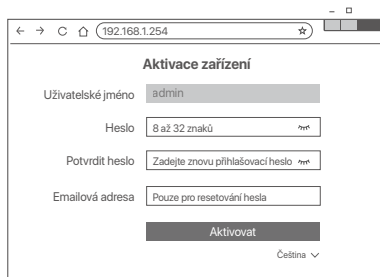 192.168.1.254
Aktivace zařízení
Uživatelské jméno admin
Heslo 8 až 32 znaků
Potvrdit heslo Zadejte znovu přihlašovací heslo
Emailová adresa Pouze pro resetování hesla
Aktivovat
Čeština